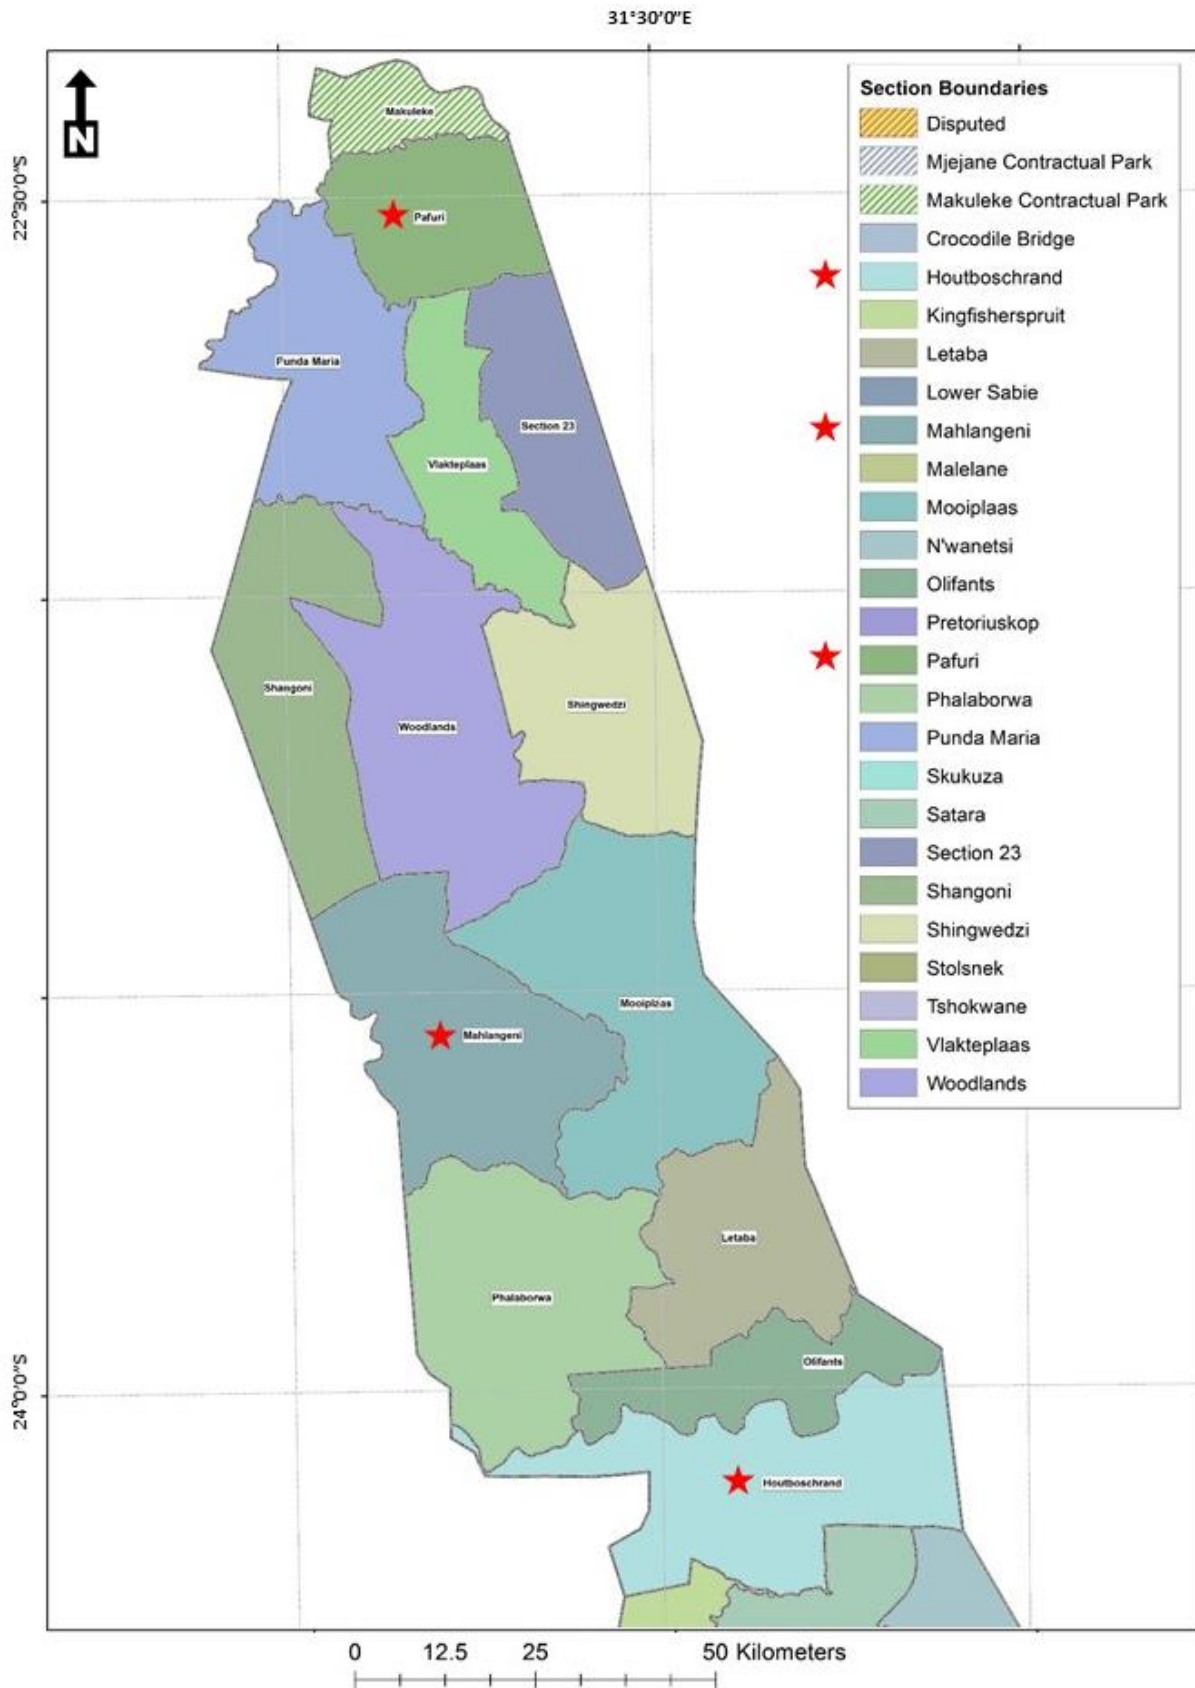 31°30'0"E
N
22°30'0"S
24°0'0"S
Makuleke
Pafuri
Punda Maria
Section 23
Vlakteplaas
Shangoni
Woodlands
Shingwedzi
Mooiplaas
Mahlangeni
Letaba
Phalaborwa
Olifants
Houtboschrand
Section Boundaries
Disputed
Mjejane Contractual Park
Makuleke Contractual Park
Crocodile Bridge
Houtboschrand
Kingfisherspruit
Letaba
Lower Sabie
Mahlangeni
Malelane
Mooiplaas
N'wanetsi
Olifants
Pretoriuskop
Pafuri
Phalaborwa
Punda Maria
Skukuza
Satara
Section 23
Shangoni
Shingwedzi
Stolsnek
Tshokwane
Vlakteplaas
Woodlands
0 12.5 25 50 Kilometers